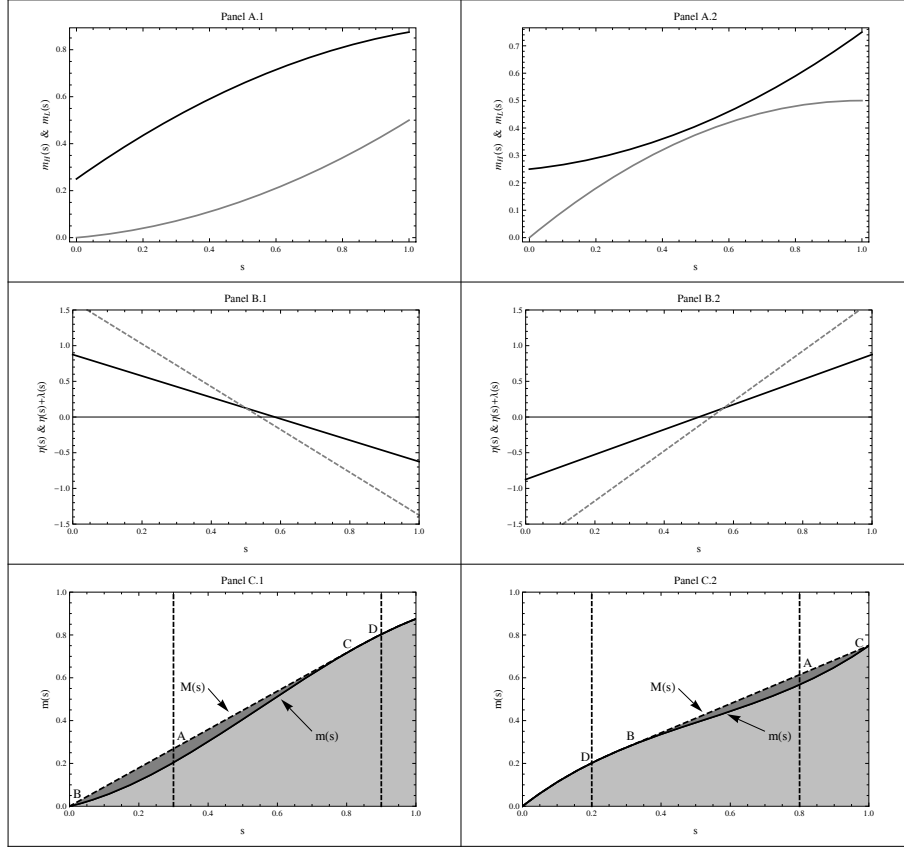 Panel A.1
0.8
0.6
0.4
0.2
0.0
0.0 0.2 0.4 0.6 0.8 1.0
m_H(s) & m_L(s)
s
Panel A.2
0.7
0.6
0.5
0.4
0.3
0.2
0.1
0.0
0.0 0.2 0.4 0.6 0.8 1.0
m_H(s) & m_L(s)
s
Panel B.1
1.5
1.0
0.5
0.0
−0.5
−1.0
−1.5
0.0 0.2 0.4 0.6 0.8 1.0
η(s) & η(s)+λ(s)
s
Panel B.2
1.5
1.0
0.5
0.0
−0.5
−1.0
−1.5
0.0 0.2 0.4 0.6 0.8 1.0
η(s) & η(s)+λ(s)
s
Panel C.1
1.0
0.8
0.6
0.4
0.2
0.0
0.0 0.2 0.4 0.6 0.8 1.0
m(s)
s
D
C
M(s)
A
m(s)
B
Panel C.2
1.0
0.8
0.6
0.4
0.2
0.0
0.0 0.2 0.4 0.6 0.8 1.0
m(s)
s
C
A
M(s)
B
m(s)
D